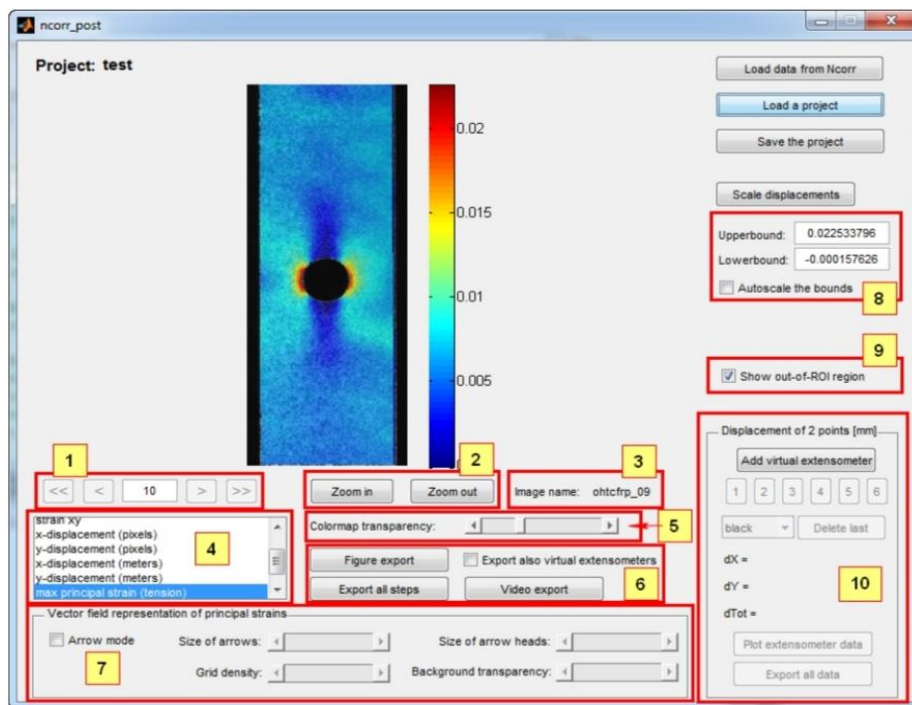 ncorr_post
Project: test
Load data from Ncorr
Load a project
Save the project
0.02
0.015
0.01
0.005
Scale displacements
Upperbound: 0.022533796
Lowerbound: -0.000157626
Autoscale the bounds
8
9
Show out-of-ROI region
1
<< < 10 > >>
2
Zoom in Zoom out
3
Image name: ohtcfrp_09
4
strain xy
x-displacement (pixels)
y-displacement (pixels)
x-displacement (meters)
y-displacement (meters)
max principal strain (tension)
Colormap transparency:
5
Figure export Export also virtual extensometers
Export all steps Video export
6
Vector field representation of principal strains
Arrow mode Size of arrows: Size of arrow heads:
7
Grid density: Background transparency:
Displacement of 2 points [mm]
Add virtual extensometer
1 2 3 4 5 6
black Delete last
dX =
dY =
dTot =
10
Plot extensometer data
Export all data